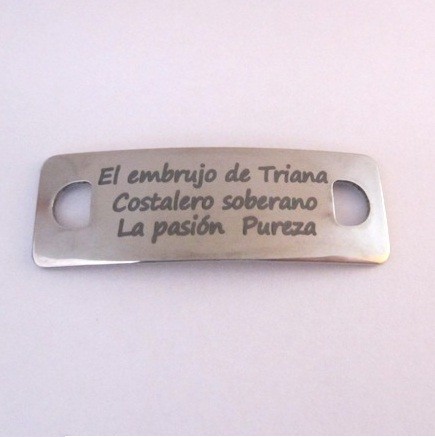 El embrujo de Triana
Costalero soberano
La pasión Pureza